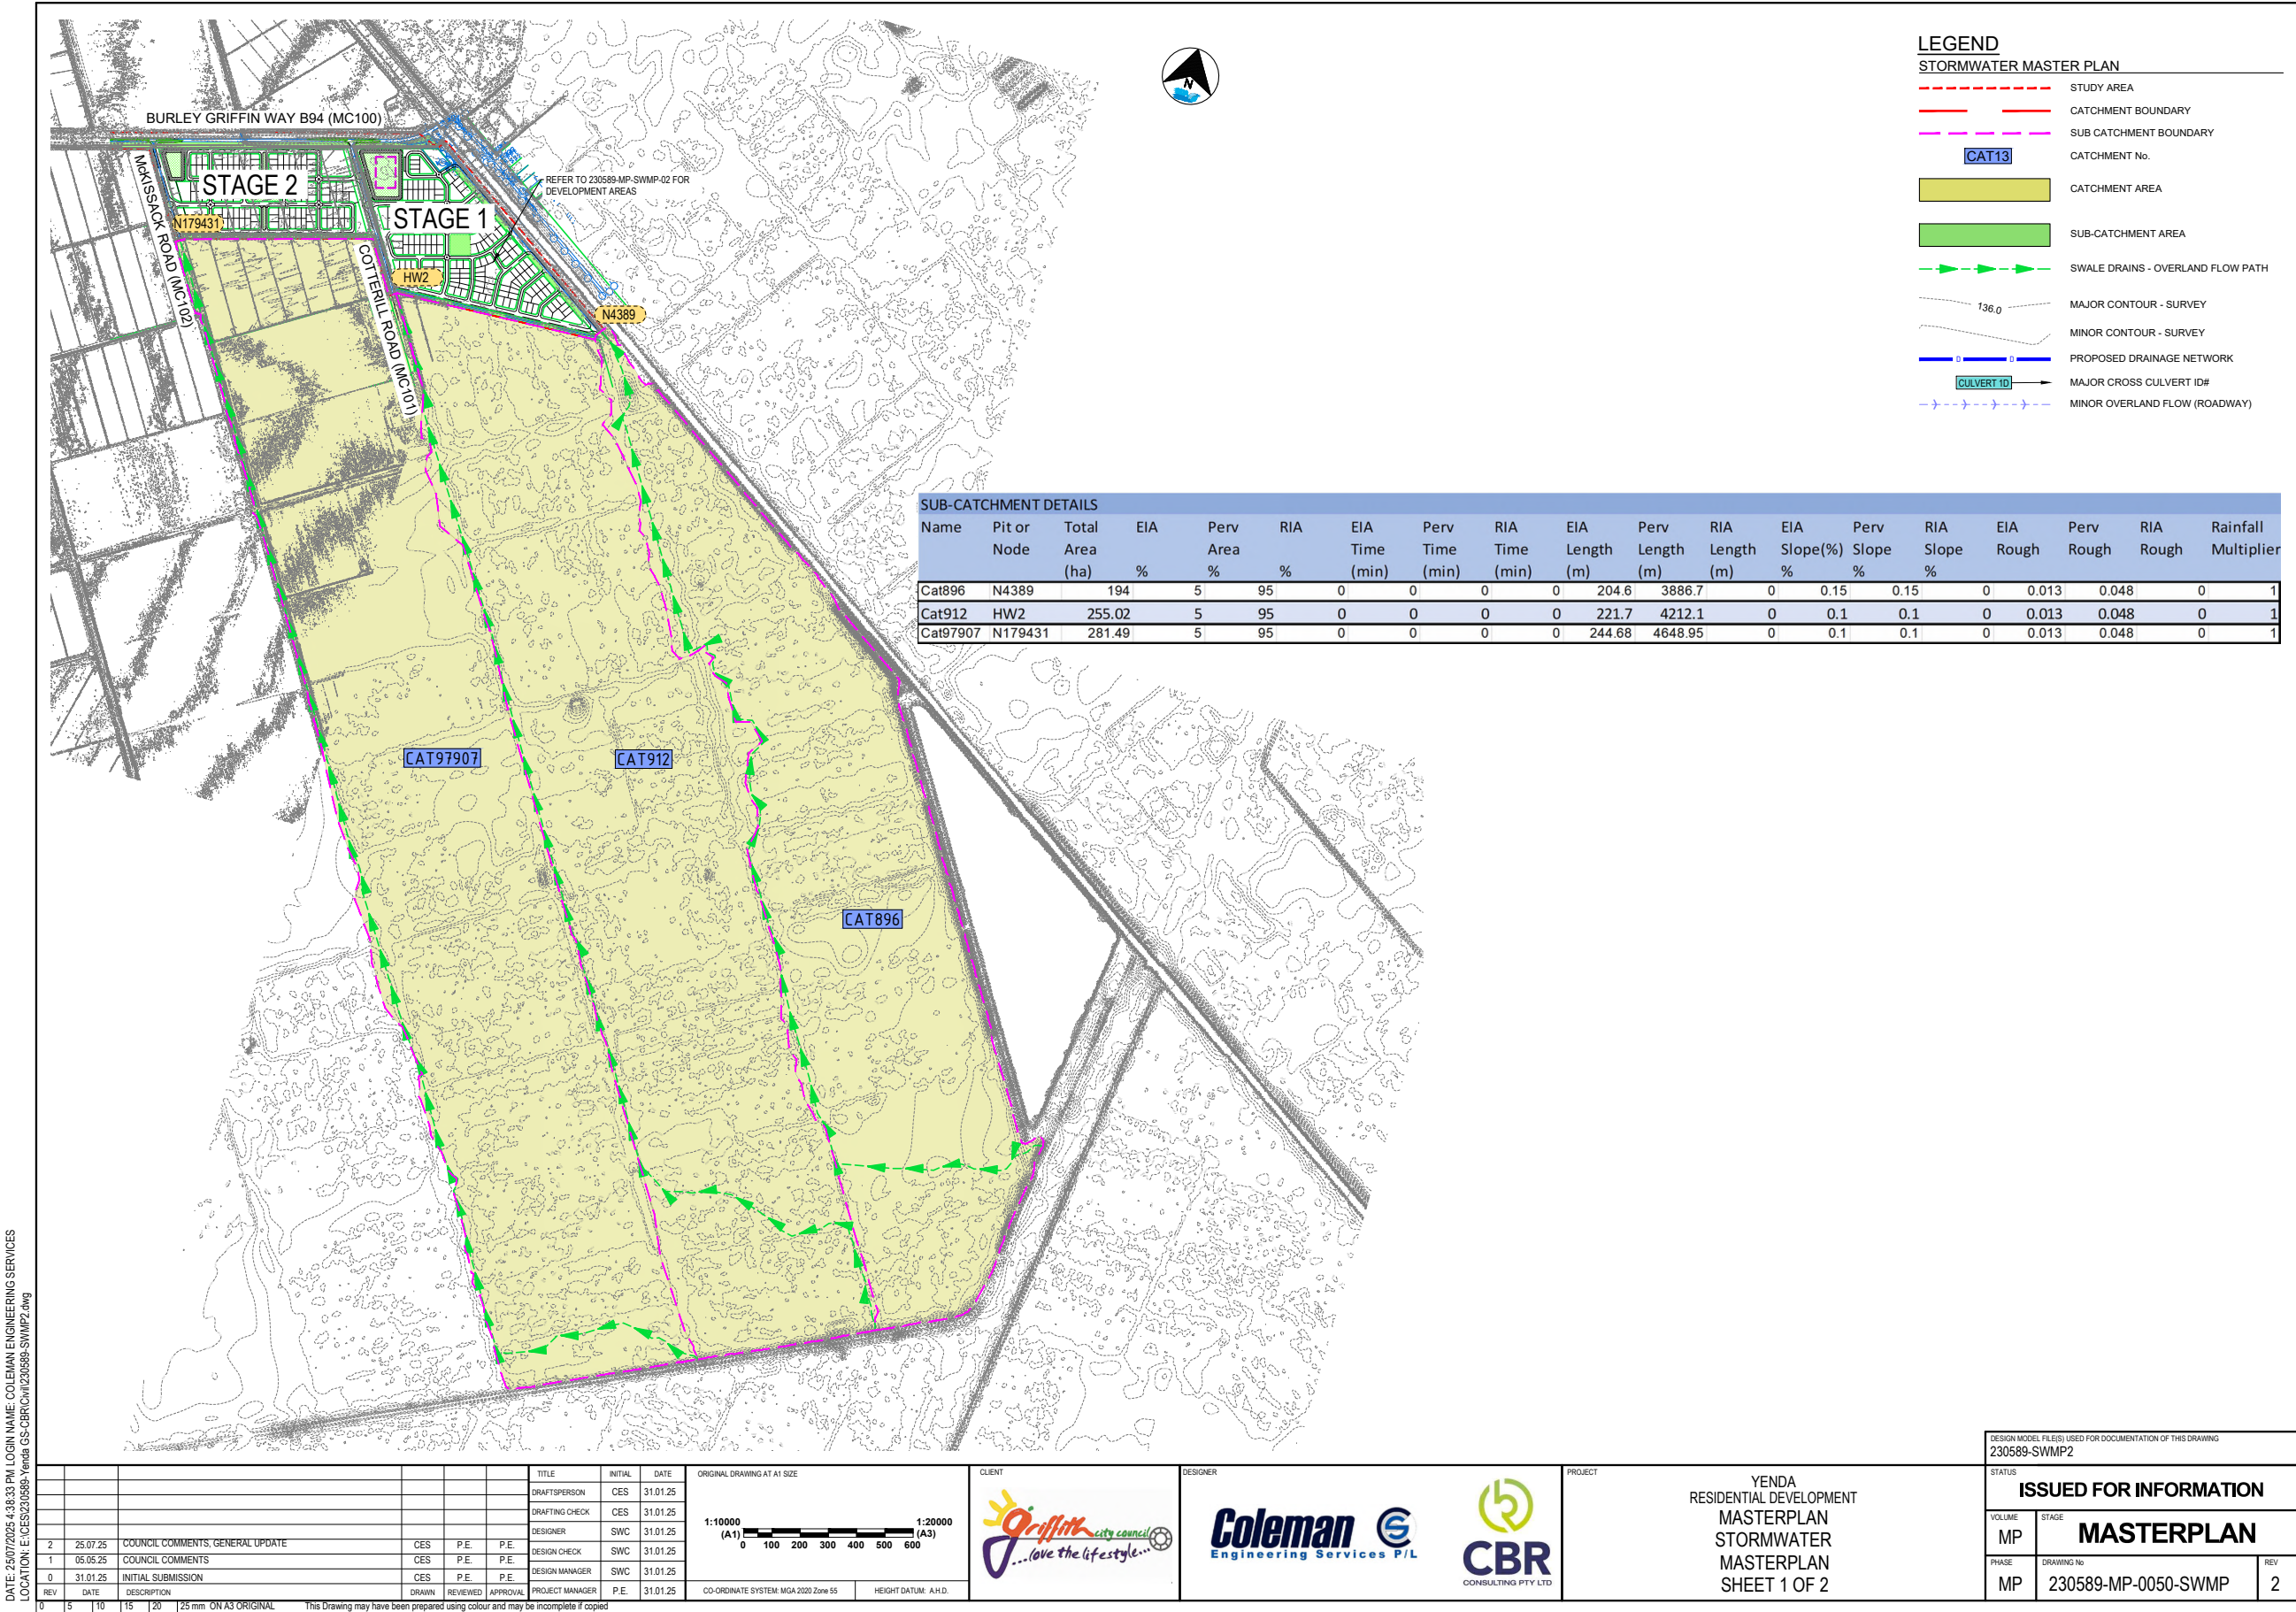 LEGEND
STORMWATER MASTER PLAN
STUDY AREA
CATCHMENT BOUNDARY
SUB CATCHMENT BOUNDARY
CAT13 CATCHMENT No.
CATCHMENT AREA
SUB-CATCHMENT AREA
SWALE DRAINS - OVERLAND FLOW PATH
136.0 MAJOR CONTOUR - SURVEY
MINOR CONTOUR - SURVEY
D D PROPOSED DRAINAGE NETWORK
CULVERT 1D MAJOR CROSS CULVERT ID#
MINOR OVERLAND FLOW (ROADWAY)
N
BURLEY GRIFFIN WAY B94 (MC100)
McKISSACK ROAD (MC102)
COTTERILL ROAD (MC101)
STAGE 2
STAGE 1
REFER TO 230589-MP-SWMP-02 FOR
DEVELOPMENT AREAS
N179431
HW2
N4389
CAT97907
CAT912
CAT896
SUB-CATCHMENT DETAILS
Name Pit or Total EIA Perv RIA EIA Perv RIA EIA Perv RIA EIA Perv RIA EIA Perv RIA Rainfall
Node Area Area Time Time Time Length Length Length Slope(%) Slope Slope Rough Rough Rough Multiplier
(ha) % % % (min) (min) (min) (m) (m) (m) % % %
Cat896 N4389 194 5 95 0 0 0 0 204.6 3886.7 0 0.15 0.15 0 0.013 0.048 0 1
Cat912 HW2 255.02 5 95 0 0 0 0 221.7 4212.1 0 0.1 0.1 0 0.013 0.048 0 1
Cat97907 N179431 281.49 5 95 0 0 0 0 244.68 4648.95 0 0.1 0.1 0 0.013 0.048 0 1
DATE: 25/07/2025 4:38:33 PM LOGIN NAME: COLEMAN ENGINEERING SERVICES
LOCATION: E:\CES\230589-Yenda GS-CBR\Civil\230589-SWMP2.dwg
2 25.07.25 COUNCIL COMMENTS, GENERAL UPDATE CES P.E. P.E.
1 05.05.25 COUNCIL COMMENTS CES P.E. P.E.
0 31.01.25 INITIAL SUBMISSION CES P.E. P.E.
REV DATE DESCRIPTION DRAWN REVIEWED APPROVAL
TITLE INITIAL DATE
DRAFTSPERSON CES 31.01.25
DRAFTING CHECK CES 31.01.25
DESIGNER SWC 31.01.25
DESIGN CHECK SWC 31.01.25
DESIGN MANAGER SWC 31.01.25
PROJECT MANAGER P.E. 31.01.25
ORIGINAL DRAWING AT A1 SIZE
1:10000 1:20000
(A1) (A3)
0 100 200 300 400 500 600
CO-ORDINATE SYSTEM: MGA 2020 Zone 55 HEIGHT DATUM: A.H.D.
CLIENT
Griffith city council
...love the lifestyle...
DESIGNER
Coleman
Engineering Services P/L
CBR
CONSULTING PTY LTD
PROJECT
YENDA
RESIDENTIAL DEVELOPMENT
MASTERPLAN
STORMWATER
MASTERPLAN
SHEET 1 OF 2
DESIGN MODEL FILE(S) USED FOR DOCUMENTATION OF THIS DRAWING
230589-SWMP2
STATUS
ISSUED FOR INFORMATION
VOLUME STAGE
MP MASTERPLAN
PHASE DRAWING No REV
MP 230589-MP-0050-SWMP 2
0 5 10 15 20 25 mm ON A3 ORIGINAL This Drawing may have been prepared using colour and may be incomplete if copied